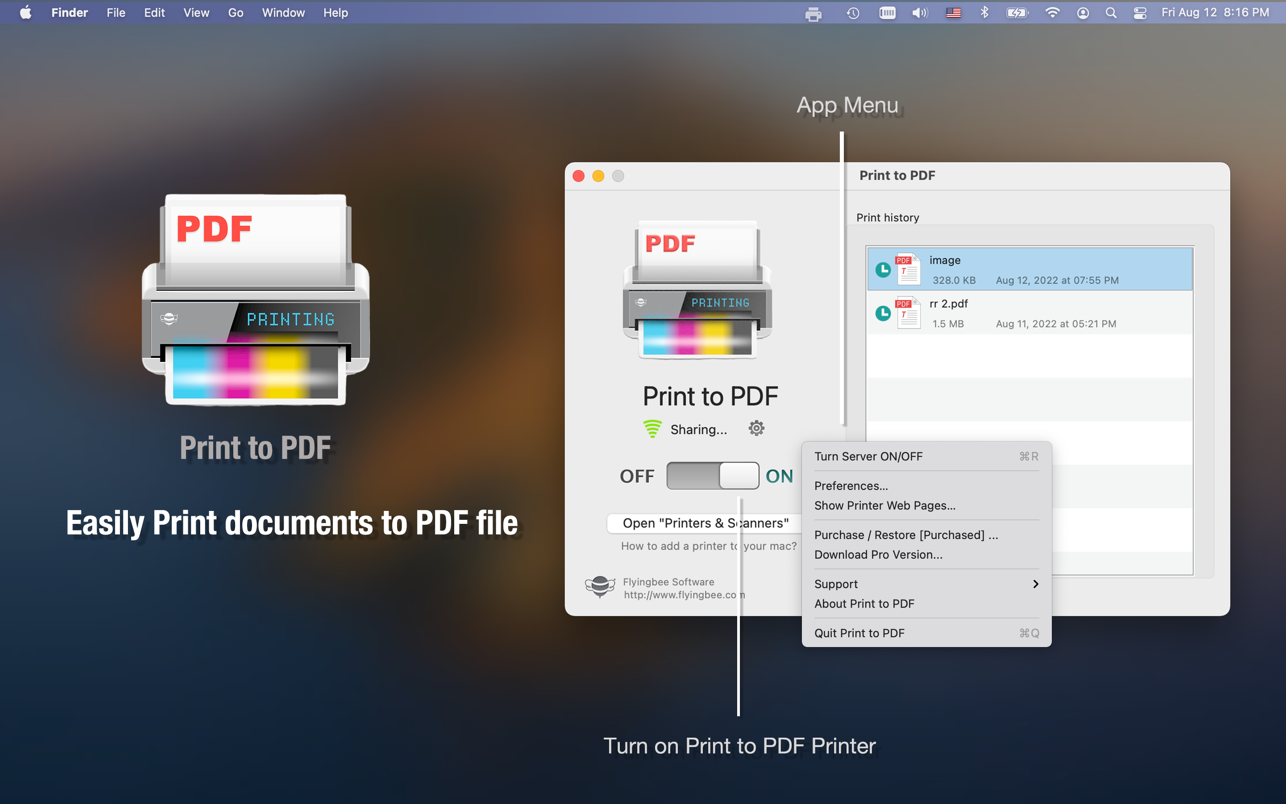 Finder File Edit View Go Window Help Fri Aug 12 8:16 PM
App Menu
Print to PDF
PDF
PRINTING
Print to PDF
Easily Print documents to PDF file
PDF
PRINTING
Print to PDF
Sharing...
OFF ON
Open "Printers & Scanners"
How to add a printer to your mac?
Flyingbee Software
http://www.flyingbee.com
Print history
PDF
image
328.0 KB Aug 12, 2022 at 07:55 PM
PDF
rr 2.pdf
1.5 MB Aug 11, 2022 at 05:21 PM
Turn Server ON/OFF ⌘R
Preferences...
Show Printer Web Pages...
Purchase / Restore [Purchased] ...
Download Pro Version...
Support
About Print to PDF
Quit Print to PDF ⌘Q
Turn on Print to PDF Printer